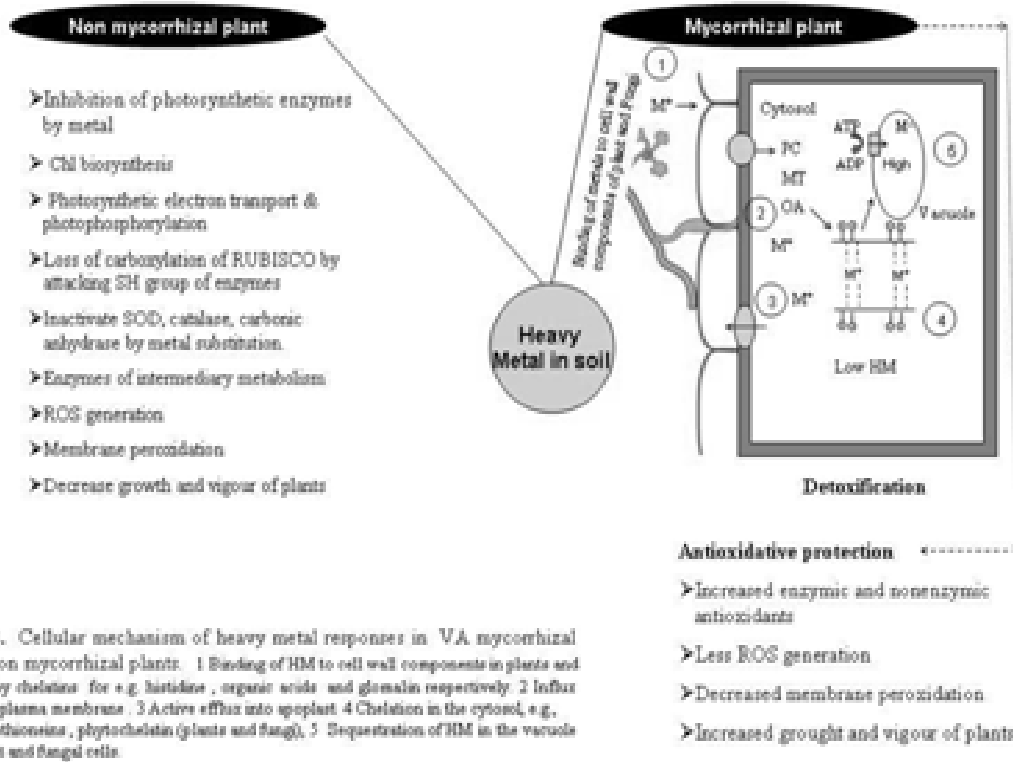 Non mycorrhizal plant
Mycorrhizal plant
➤Inhibition of photosynthetic enzymes
by metal
➤ Chl biosynthesis
➤ Photosynthetic electron transport &
photophosphorylation
➤Loss of carboxylation of RUBISCO by
attacking SH group of enzymes
➤Inactivate SOD, catalase, carbonic
anhydrase by metal substitution.
➤Enzymes of intermediary metabolism
➤ROS generation
➤Membrane peroxidation
➤Decrease growth and vigour of plants
Heavy
Metal in soil
Binding of metals to cell wall
components of plant and Fungi
1
M⁺
Cytosol
PC
MT
2
OA
M⁺
3
M⁺
ATP
ADP
M⁺
High
Vacuole
M⁺
M⁺
4
Low HM
Detoxification
Antioxidative protection
➤Increased enzymic and nonenzymic
antioxidants
➤Less ROS generation
➤Decreased membrane peroxidation
➤Increased grought and vigour of plants
. Cellular mechanism of heavy metal responses in VA mycorrhizal
on mycorrhizal plants. 1 Binding of HM to cell wall components in plants and
by chelatins for e.g. histidine , organic acids and glomalin respectively. 2 Influx
plasma membrane . 3 Active efflux into apoplast. 4 Chelation in the cytosol, e.g.,
thioneins , phytochelatin (plants and fungi), 5 Sequestration of HM in the vacuole
s and fungal cells.